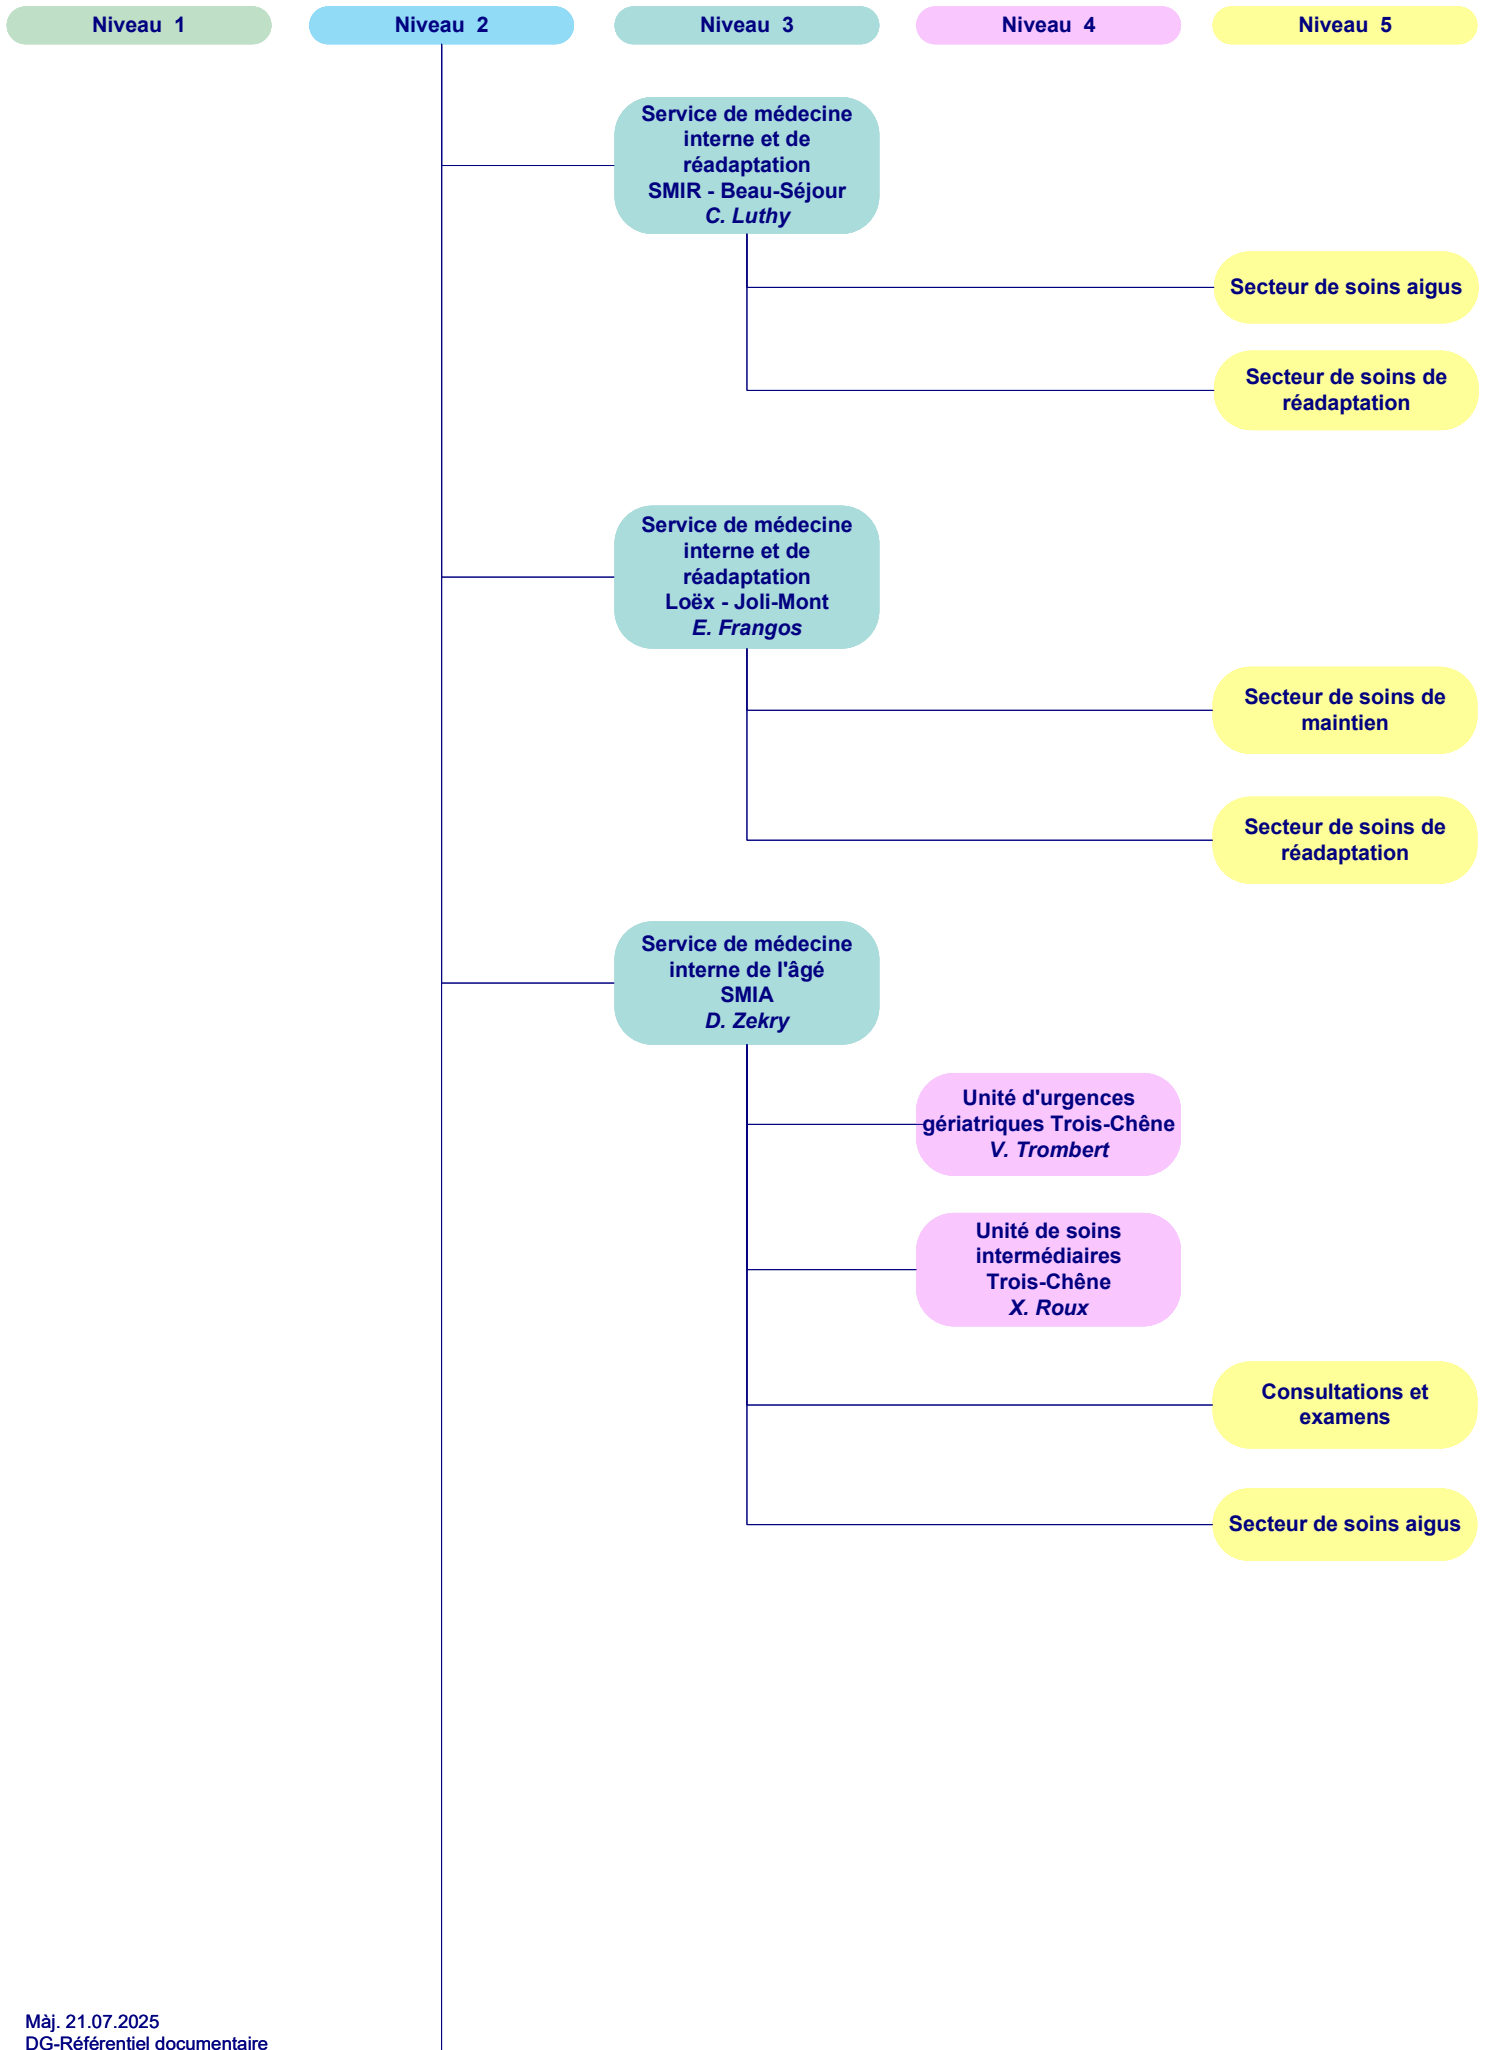 Niveau 1
Niveau 2
Niveau 3
Niveau 4
Niveau 5
Service de médecine
interne et de
réadaptation
SMIR - Beau-Séjour
C. Luthy
Secteur de soins aigus
Secteur de soins de
réadaptation
Service de médecine
interne et de
réadaptation
Loëx - Joli-Mont
E. Frangos
Secteur de soins de
maintien
Secteur de soins de
réadaptation
Service de médecine
interne de l'âgé
SMIA
D. Zekry
Unité d'urgences
gériatriques Trois-Chêne
V. Trombert
Unité de soins
intermédiaires
Trois-Chêne
X. Roux
Consultations et
examens
Secteur de soins aigus
Màj. 21.07.2025
DG-Référentiel documentaire